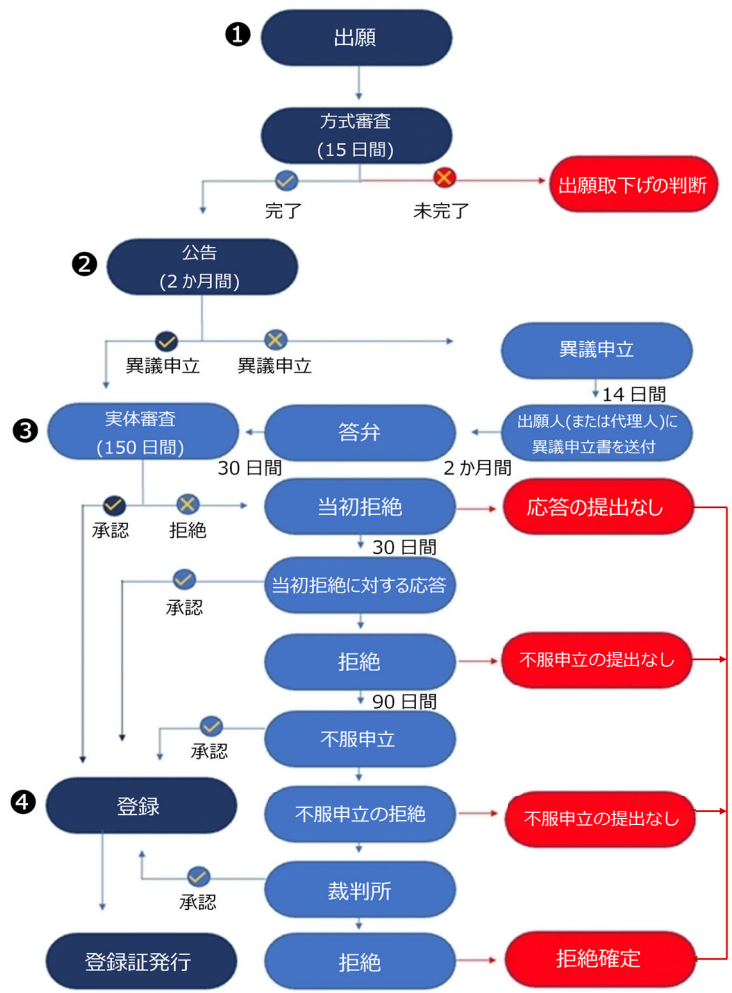 ❶
出願
方式審査
(15 日間)
完了
未完了
出願取下げの判断
❷
公告
(2 か月間)
異議申立
異議申立
異議申立
14 日間
❸
実体審査
(150 日間)
30 日間
答弁
2 か月間
出願人(または代理人)に
異議申立書を送付
承認
拒絶
当初拒絶
応答の提出なし
30 日間
承認
当初拒絶に対する応答
拒絶
不服申立の提出なし
90 日間
承認
不服申立
❹
登録
不服申立の拒絶
不服申立の提出なし
承認
裁判所
登録証発行
拒絶
拒絶確定